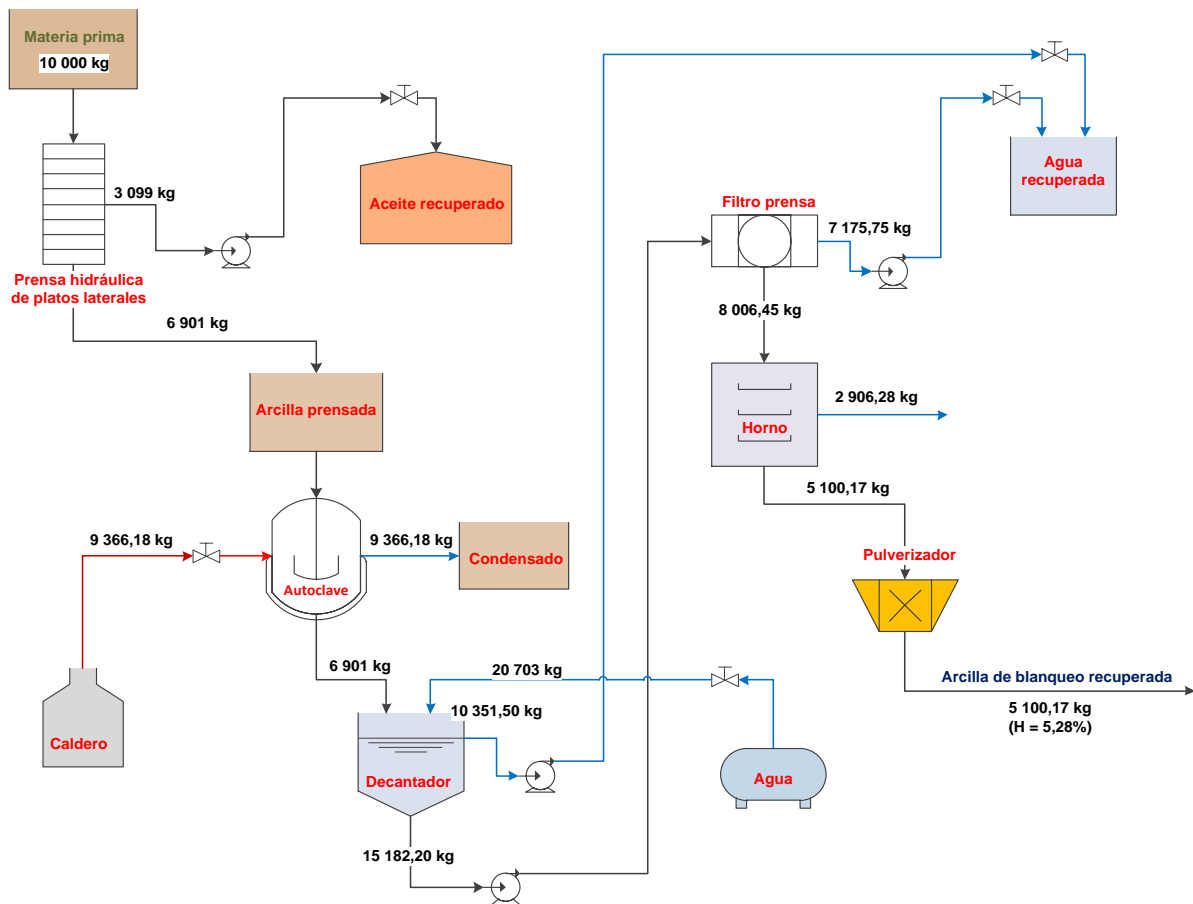 Materia prima
10 000 kg
3 099 kg
Aceite recuperado
Prensa hidráulica
de platos laterales
6 901 kg
Arcilla prensada
9 366,18 kg
Autoclave
9 366,18 kg
Condensado
Caldero
6 901 kg
20 703 kg
10 351,50 kg
Decantador
Agua
15 182,20 kg
Filtro prensa
7 175,75 kg
Agua
recuperada
8 006,45 kg
Horno
2 906,28 kg
5 100,17 kg
Pulverizador
Arcilla de blanqueo recuperada
5 100,17 kg
(H = 5,28%)